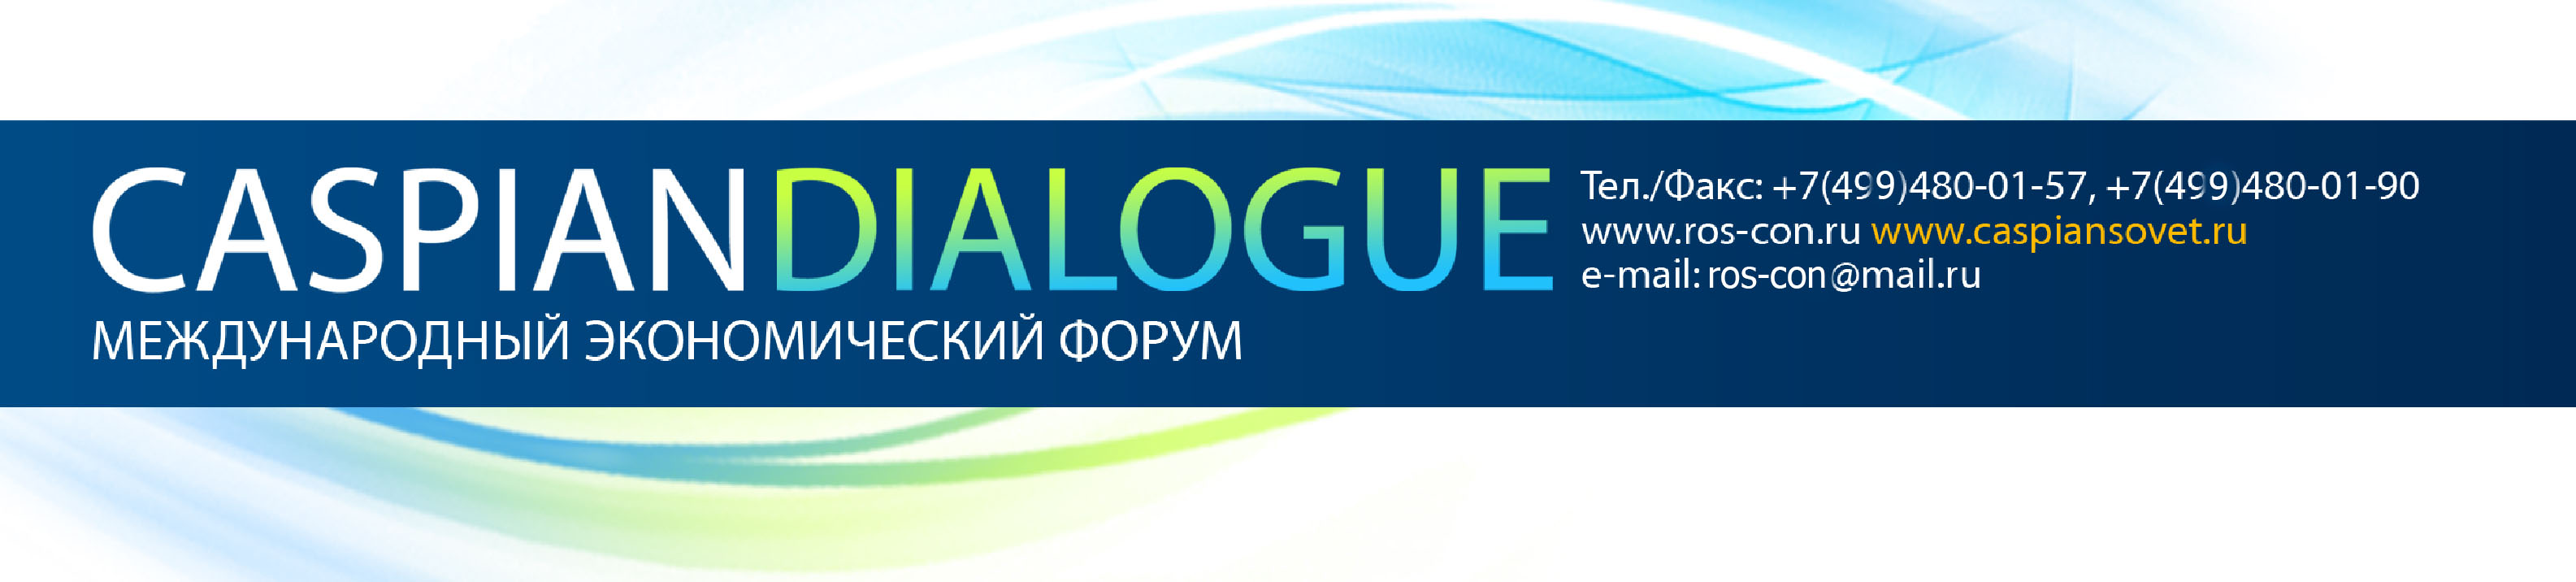 CASPIANDIALOGUE
МЕЖДУНАРОДНЫЙ ЭКОНОМИЧЕСКИЙ ФОРУМ
Тел./Факс: +7(499)480-01-57, +7(499)480-01-90
www.ros-con.ru www.caspiansovet.ru
e-mail: ros-con@mail.ru